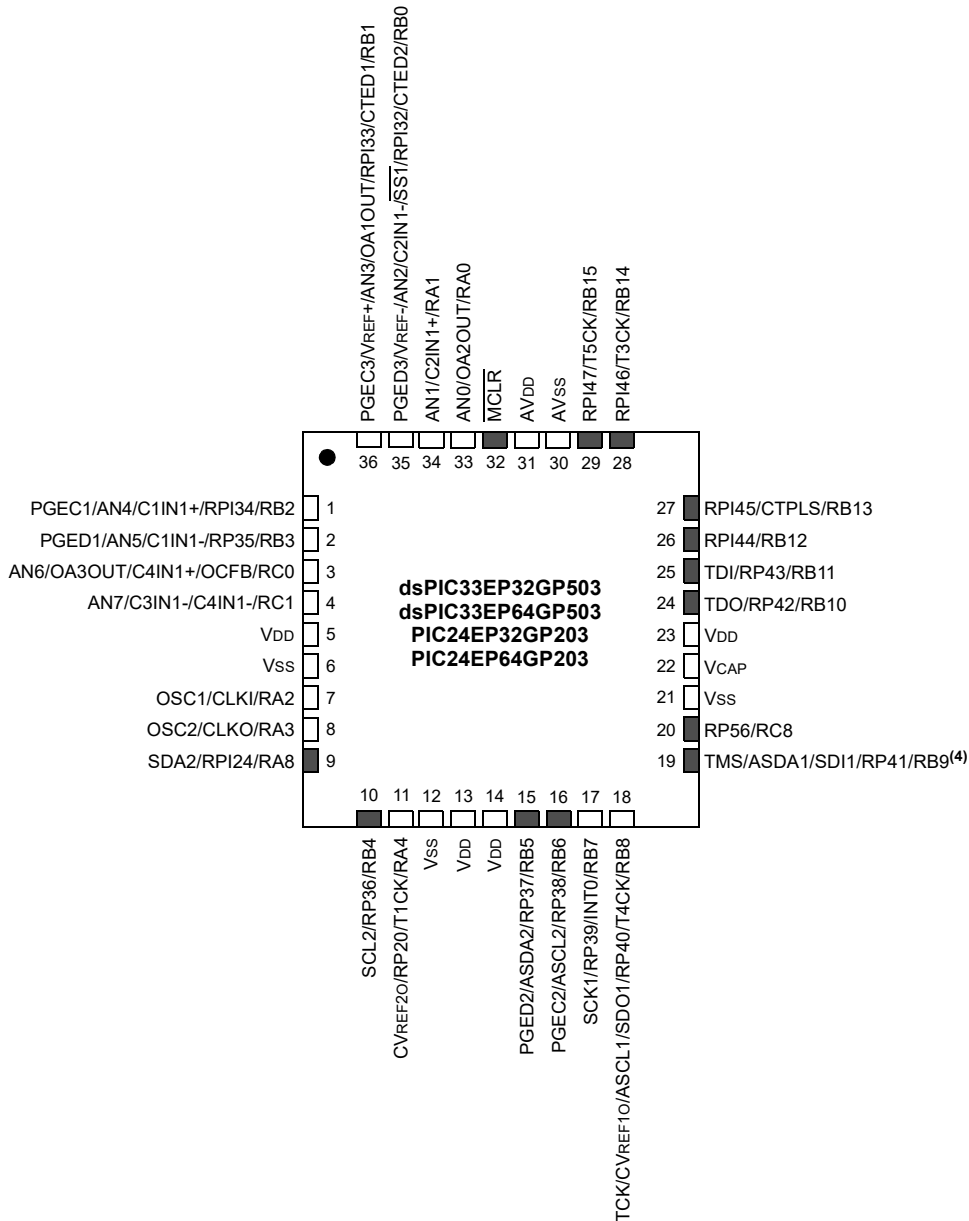 PGEC3/VREF+/AN3/OA1OUT/RPI33/CTED1/RB1
PGED3/VREF-/AN2/C2IN1-/SS1/RPI32/CTED2/RB0
AN1/C2IN1+/RA1
AN0/OA2OUT/RA0
MCLR
AVDD
AVSS
RPI47/T5CK/RB15
RPI46/T3CK/RB14
36 35 34 33 32 31 30 29 28
PGEC1/AN4/C1IN1+/RPI34/RB2 1
PGED1/AN5/C1IN1-/RP35/RB3 2
AN6/OA3OUT/C4IN1+/OCFB/RC0 3
AN7/C3IN1-/C4IN1-/RC1 4
VDD 5
VSS 6
OSC1/CLKI/RA2 7
OSC2/CLKO/RA3 8
SDA2/RPI24/RA8 9
dsPIC33EP32GP503
dsPIC33EP64GP503
PIC24EP32GP203
PIC24EP64GP203
27 RPI45/CTPLS/RB13
26 RPI44/RB12
25 TDI/RP43/RB11
24 TDO/RP42/RB10
23 VDD
22 VCAP
21 VSS
20 RP56/RC8
19 TMS/ASDA1/SDI1/RP41/RB9(4)
10 11 12 13 14 15 16 17 18
SCL2/RP36/RB4
CVREF2O/RP20/T1CK/RA4
VSS
VDD
VDD
PGED2/ASDA2/RP37/RB5
PGEC2/ASCL2/RP38/RB6
SCK1/RP39/INT0/RB7
TCK/CVREF1O/ASCL1/SDO1/RP40/T4CK/RB8